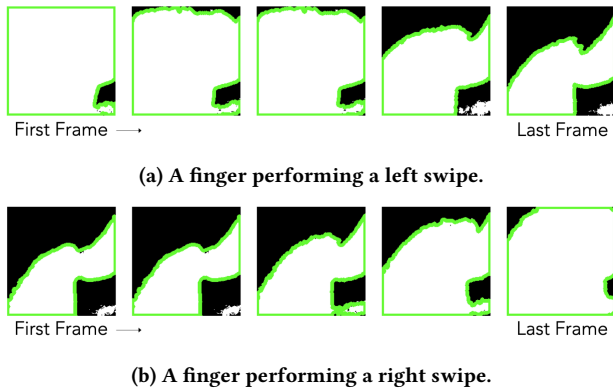 First Frame → Last Frame
(a) A finger performing a left swipe.
First Frame → Last Frame
(b) A finger performing a right swipe.